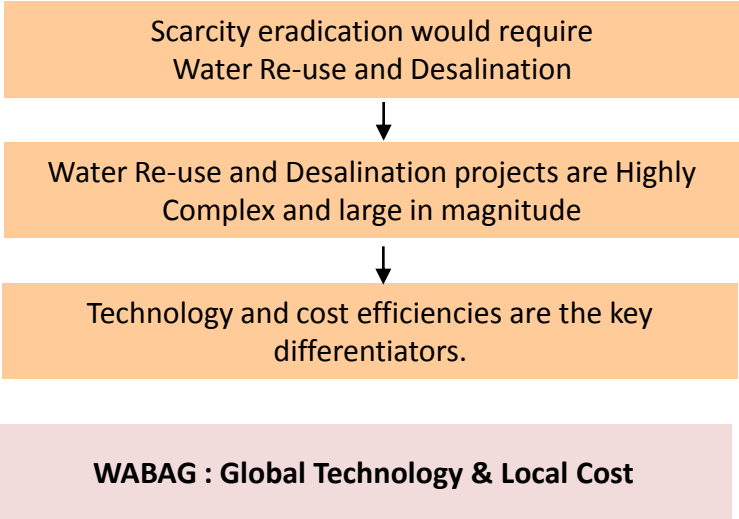 Scarcity eradication would require
Water Re-use and Desalination
Water Re-use and Desalination projects are Highly
Complex and large in magnitude
Technology and cost efficiencies are the key
differentiators.
WABAG : Global Technology & Local Cost